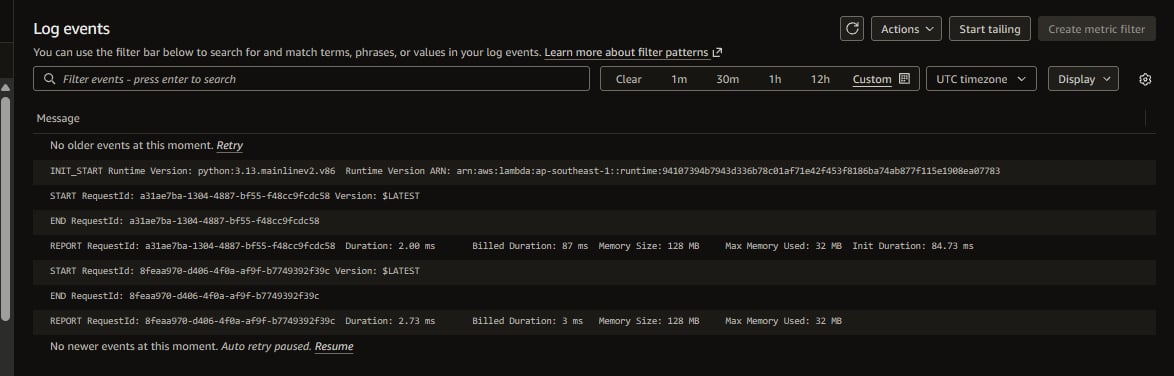 Log events
Actions
Start tailing
Create metric filter
You can use the filter bar below to search for and match terms, phrases, or values in your log events. Learn more about filter patterns
Filter events - press enter to search
Clear 1m 30m 1h 12h Custom
UTC timezone
Display
Message
No older events at this moment. Retry
INIT_START Runtime Version: python:3.13.mainlinev2.v86 Runtime Version ARN: arn:aws:lambda:ap-southeast-1::runtime:94107394b7943d336b78c01af71e42f453f8186ba74ab877f115e1908ea07783
START RequestId: a31ae7ba-1304-4887-bf55-f48cc9fcdc58 Version: $LATEST
END RequestId: a31ae7ba-1304-4887-bf55-f48cc9fcdc58
REPORT RequestId: a31ae7ba-1304-4887-bf55-f48cc9fcdc58 Duration: 2.00 ms Billed Duration: 87 ms Memory Size: 128 MB Max Memory Used: 32 MB Init Duration: 84.73 ms
START RequestId: 8feaa970-d406-4f0a-af9f-b7749392f39c Version: $LATEST
END RequestId: 8feaa970-d406-4f0a-af9f-b7749392f39c
REPORT RequestId: 8feaa970-d406-4f0a-af9f-b7749392f39c Duration: 2.73 ms Billed Duration: 3 ms Memory Size: 128 MB Max Memory Used: 32 MB
No newer events at this moment. Auto retry paused. Resume